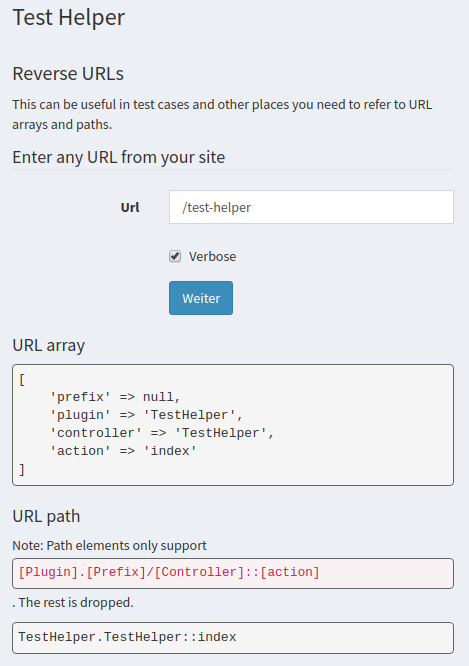 Test Helper
Reverse URLs
This can be useful in test cases and other places you need to refer to URL
arrays and paths.
Enter any URL from your site
Url
/test-helper
Verbose
Weiter
URL array
[
    'prefix' => null,
    'plugin' => 'TestHelper',
    'controller' => 'TestHelper',
    'action' => 'index'
]
URL path
Note: Path elements only support
[Plugin].[Prefix]/[Controller]::[action]
. The rest is dropped.
TestHelper.TestHelper::index